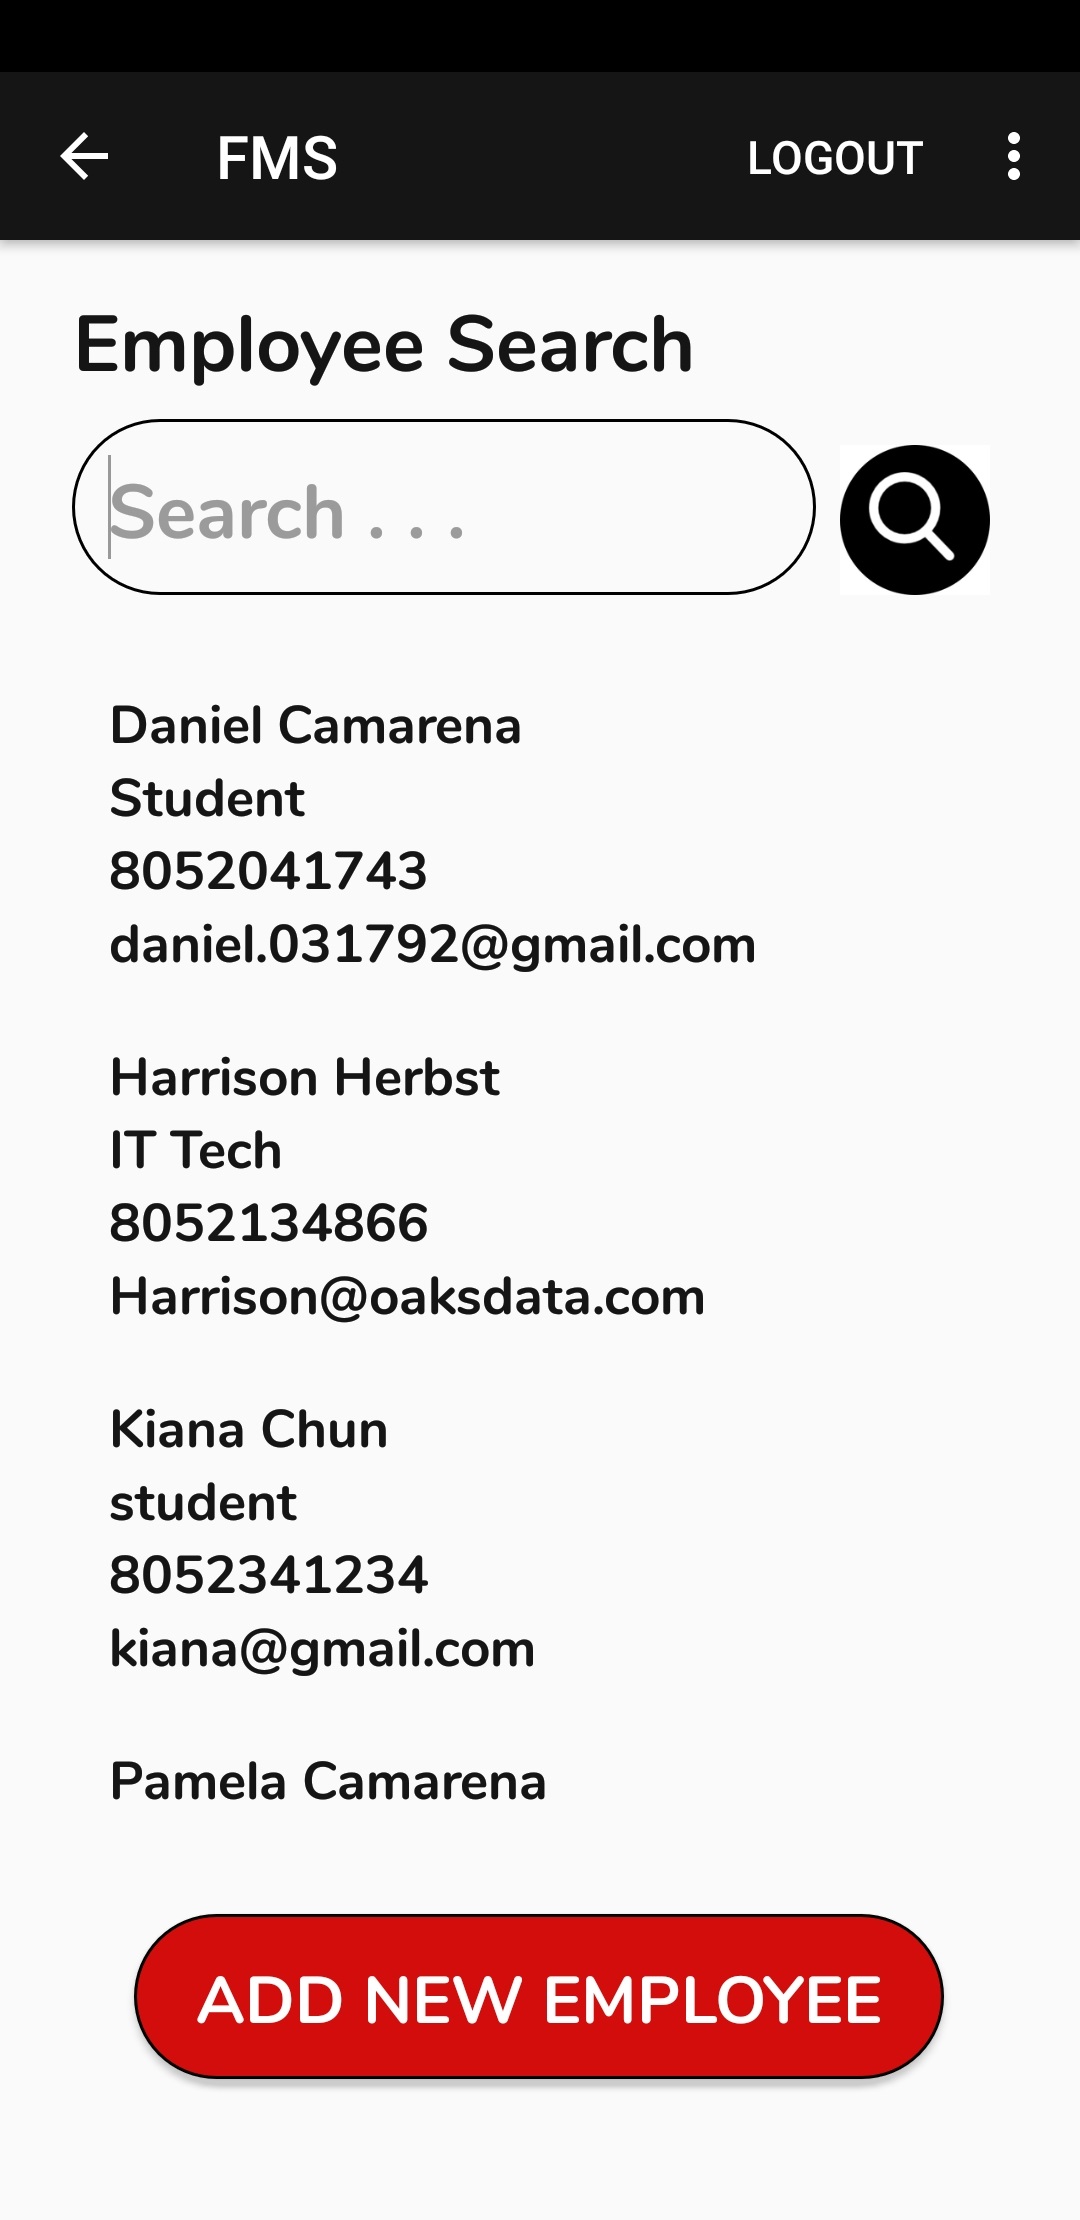 FMS
LOGOUT
Employee Search
Search . . .
Daniel Camarena
Student
8052041743
daniel.031792@gmail.com
Harrison Herbst
IT Tech
8052134866
Harrison@oaksdata.com
Kiana Chun
student
8052341234
kiana@gmail.com
Pamela Camarena
ADD NEW EMPLOYEE